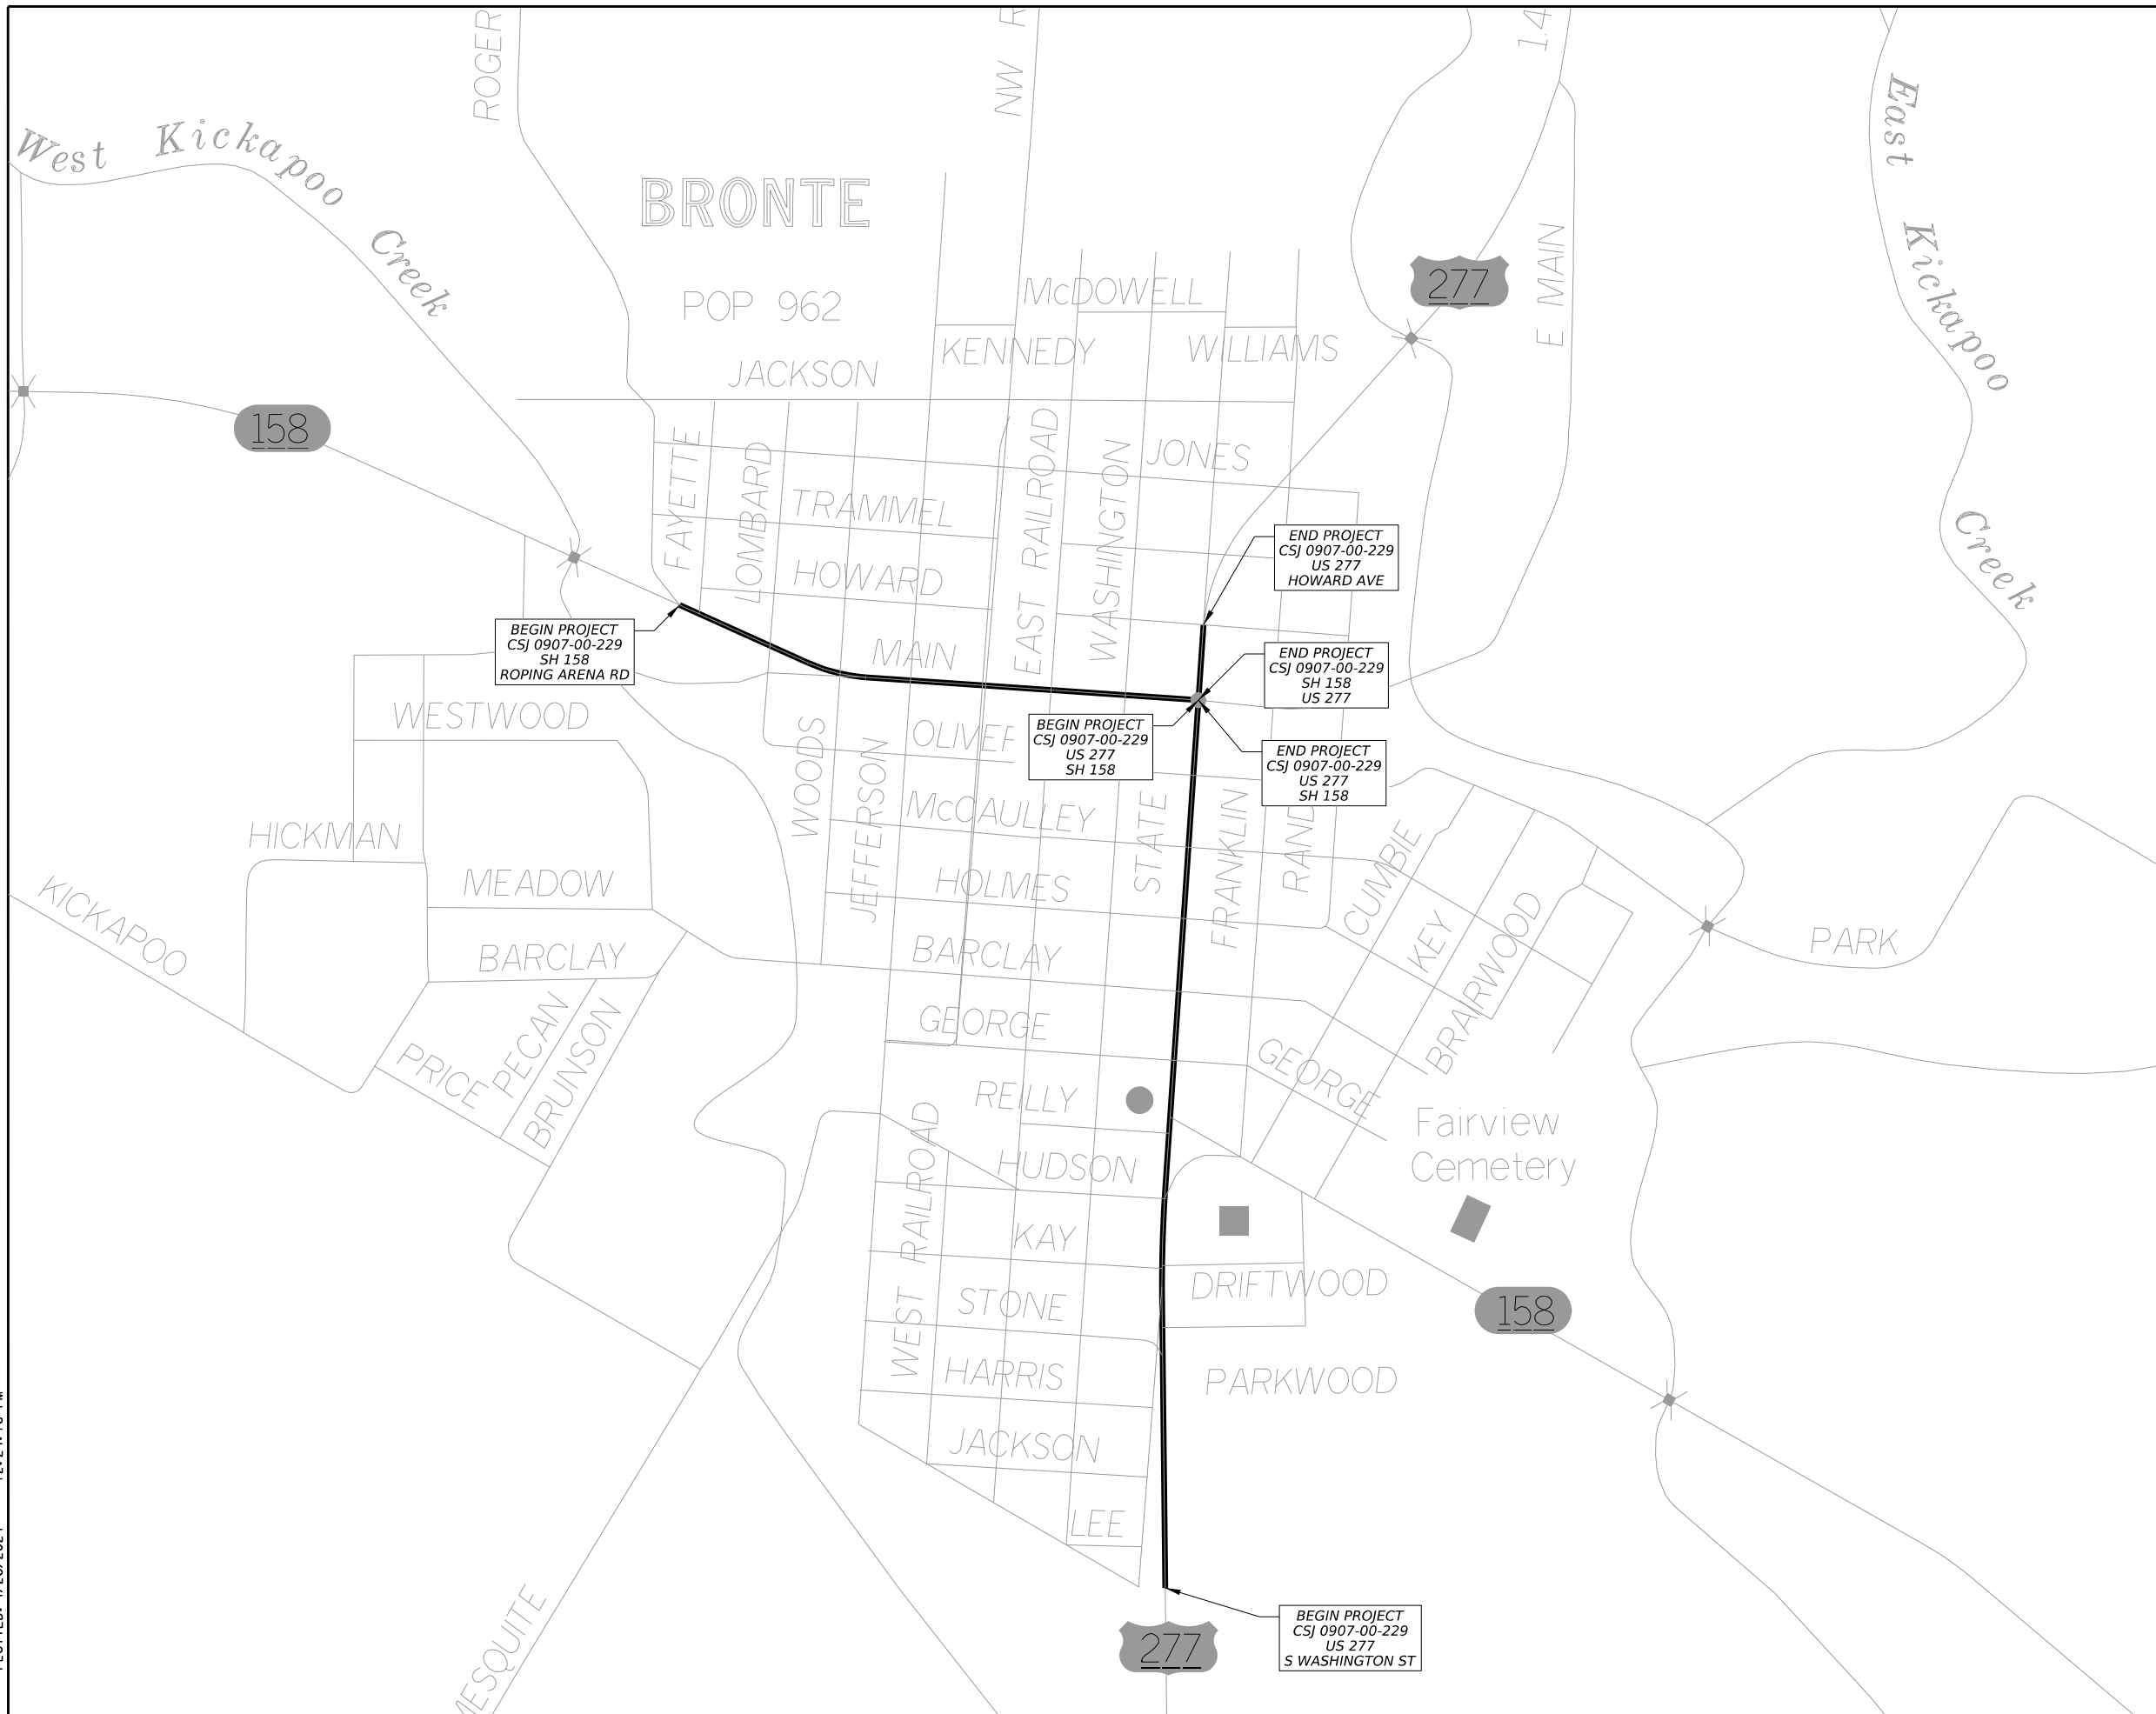 ROGER
NW R
14
West Kickapoo Creek
East Kickapoo Creek
BRONTE
POP 962
277
E MAIN
McDOWELL
KENNEDY
WILLIAMS
JACKSON
158
FAYETTE
LOMBARD
EAST RAILROAD
WASHINGTON
JONES
TRAMMEL
HOWARD
MAIN
END PROJECT
CSJ 0907-00-229
US 277
HOWARD AVE
BEGIN PROJECT
CSJ 0907-00-229
SH 158
ROPING ARENA RD
END PROJECT
CSJ 0907-00-229
SH 158
US 277
BEGIN PROJECT
CSJ 0907-00-229
US 277
SH 158
END PROJECT
CSJ 0907-00-229
US 277
SH 158
WESTWOOD
WOODS
JEFFERSON
OLIVER
McCAULLEY
STATE
FRANKLIN
RAND
CUMBIE
KEY
BRAIRWOOD
PARK
HICKMAN
MEADOW
HOLMES
KICKAPOO
BARCLAY
BARCLAY
GEORGE
GEORGE
PRICE
PECAN
BRUNSON
REILLY
Fairview
Cemetery
HUDSON
WEST RAILROAD
KAY
DRIFTWOOD
STONE
158
HARRIS
PARKWOOD
JACKSON
LEE
MESQUITE
277
BEGIN PROJECT
CSJ 0907-00-229
US 277
S WASHINGTON ST